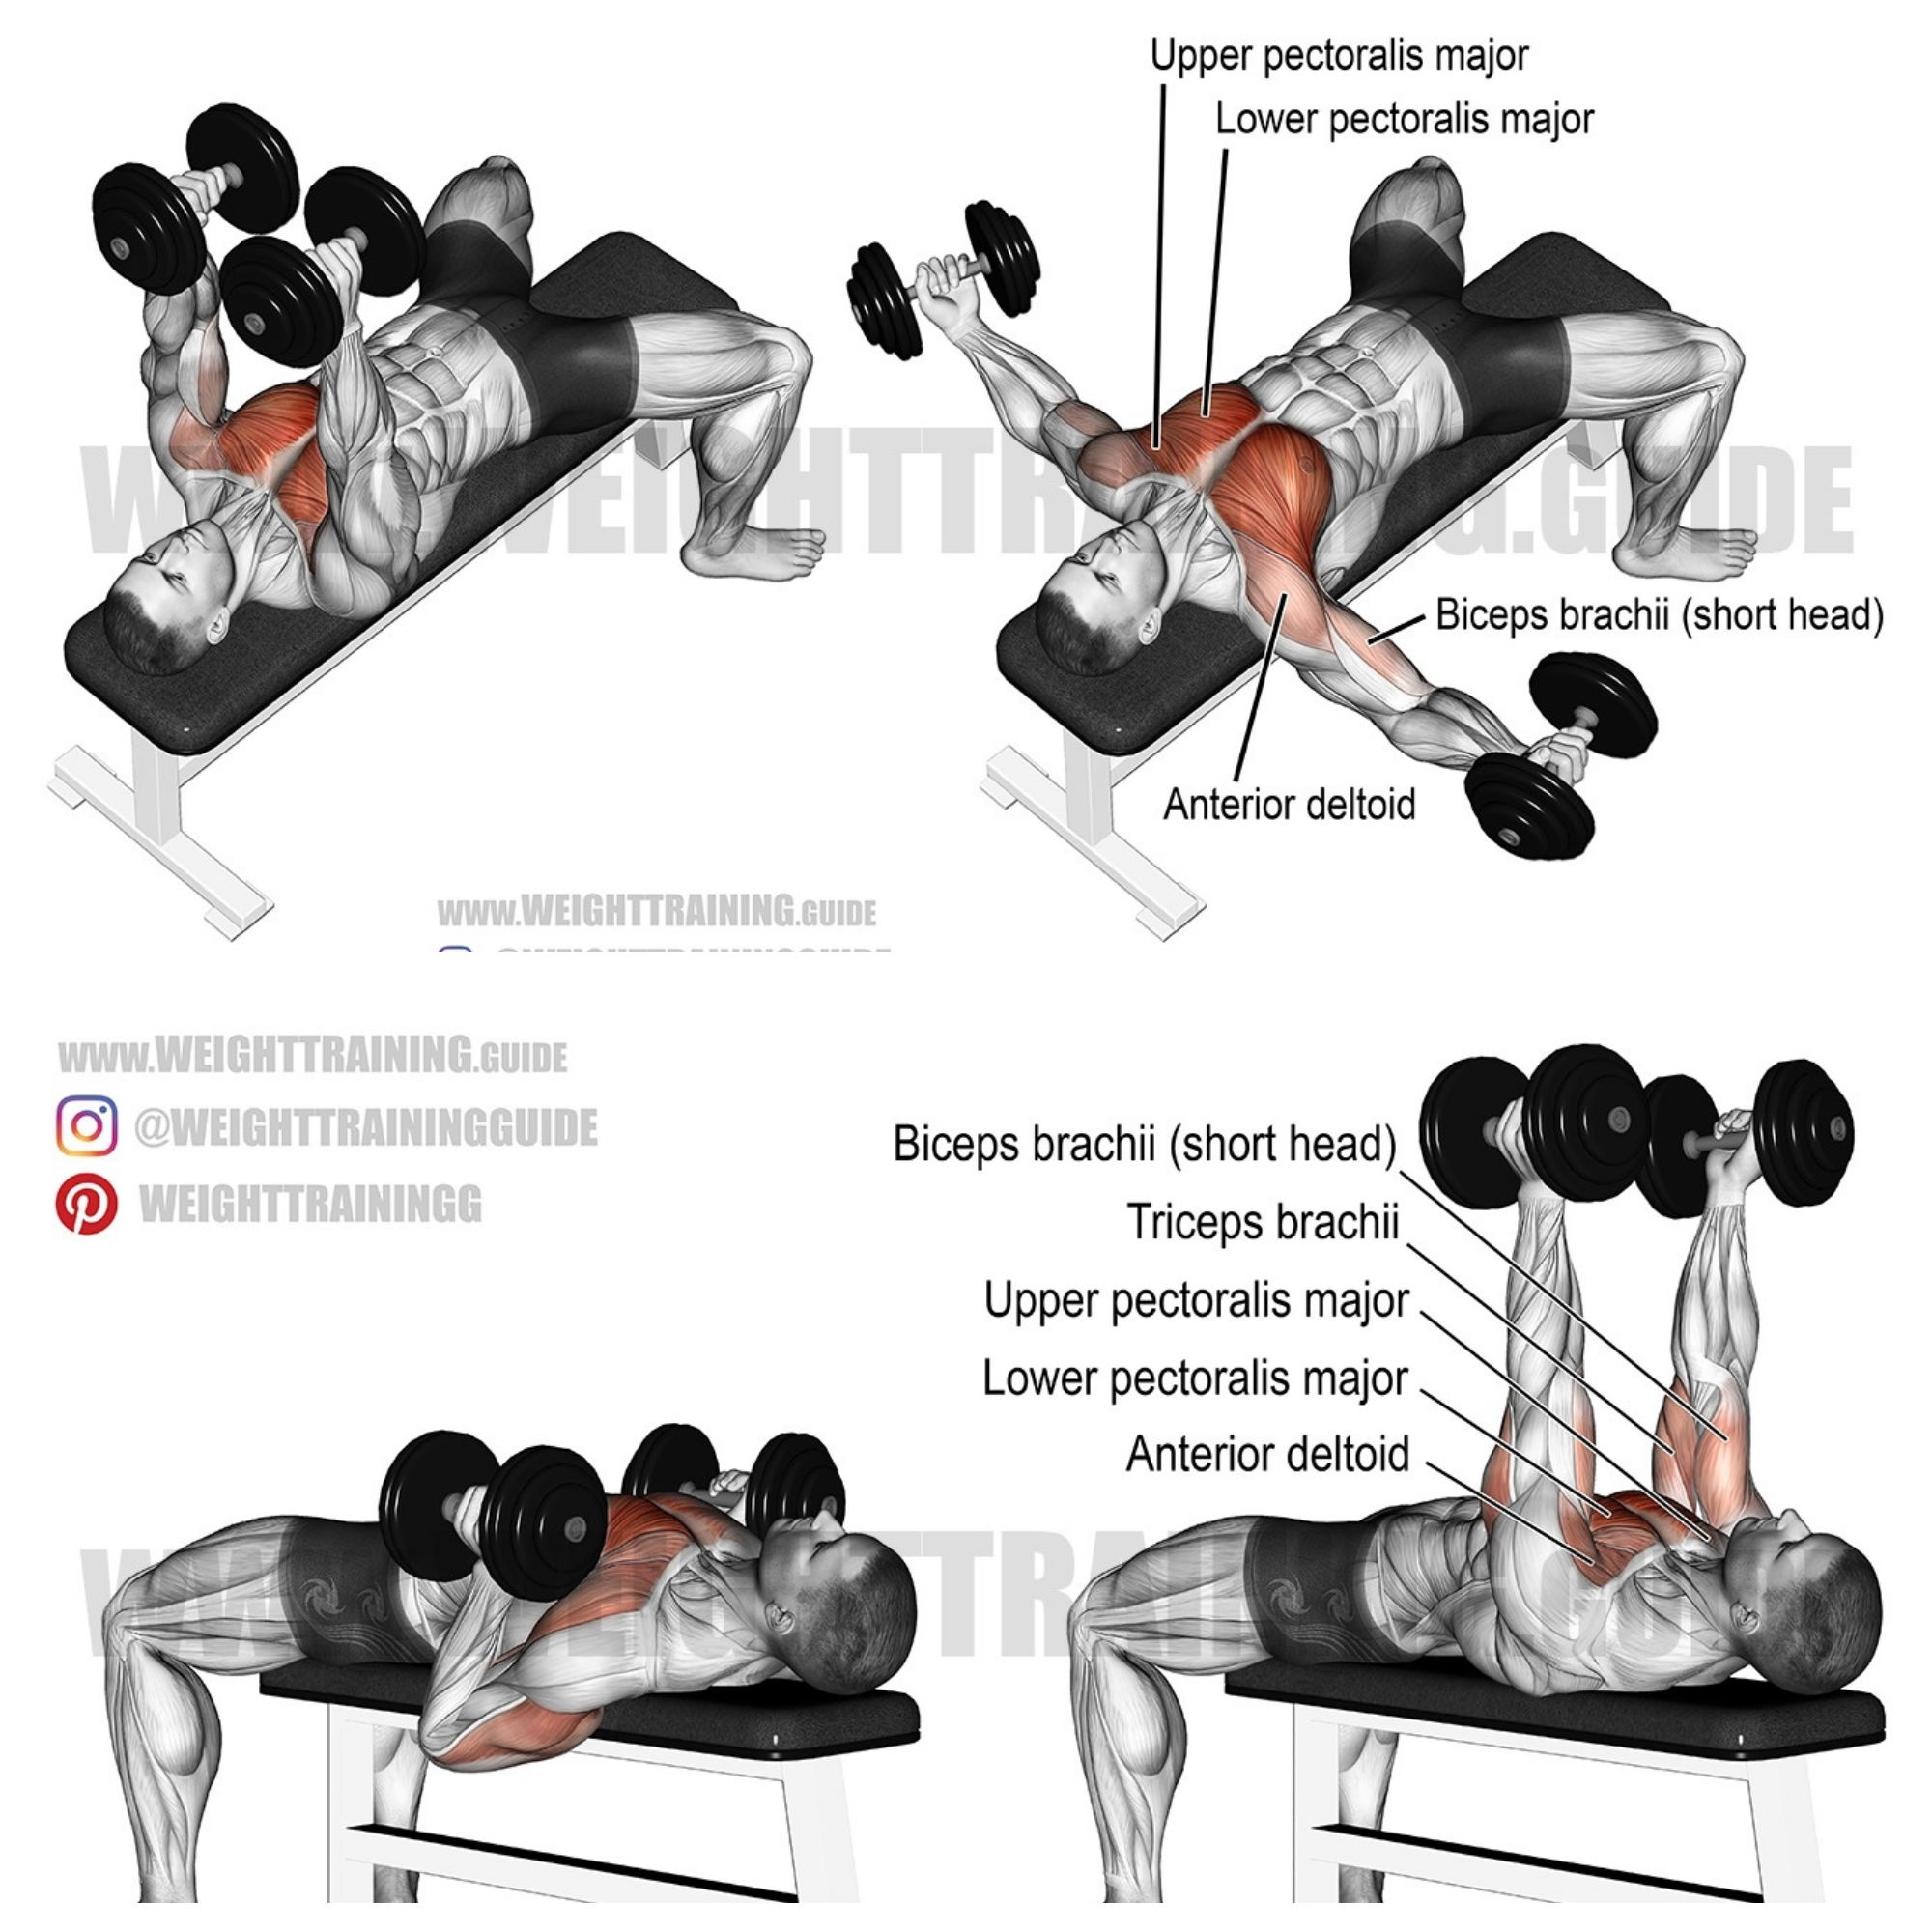 Upper pectoralis major
Lower pectoralis major
WWW.WEIGHTTRAINING.GUIDE
Biceps brachii (short head)
Anterior deltoid
www.WEIGHTTRAINING.GUIDE
@WEIGHTTRAININGGUIDE
www.WEIGHTTRAINING.GUIDE
@WEIGHTTRAININGGUIDE
WEIGHTTRAININGG
Biceps brachii (short head)
Triceps brachii
Upper pectoralis major
Lower pectoralis major
Anterior deltoid
WWW.WEIGHTTRAINING.GUIDE